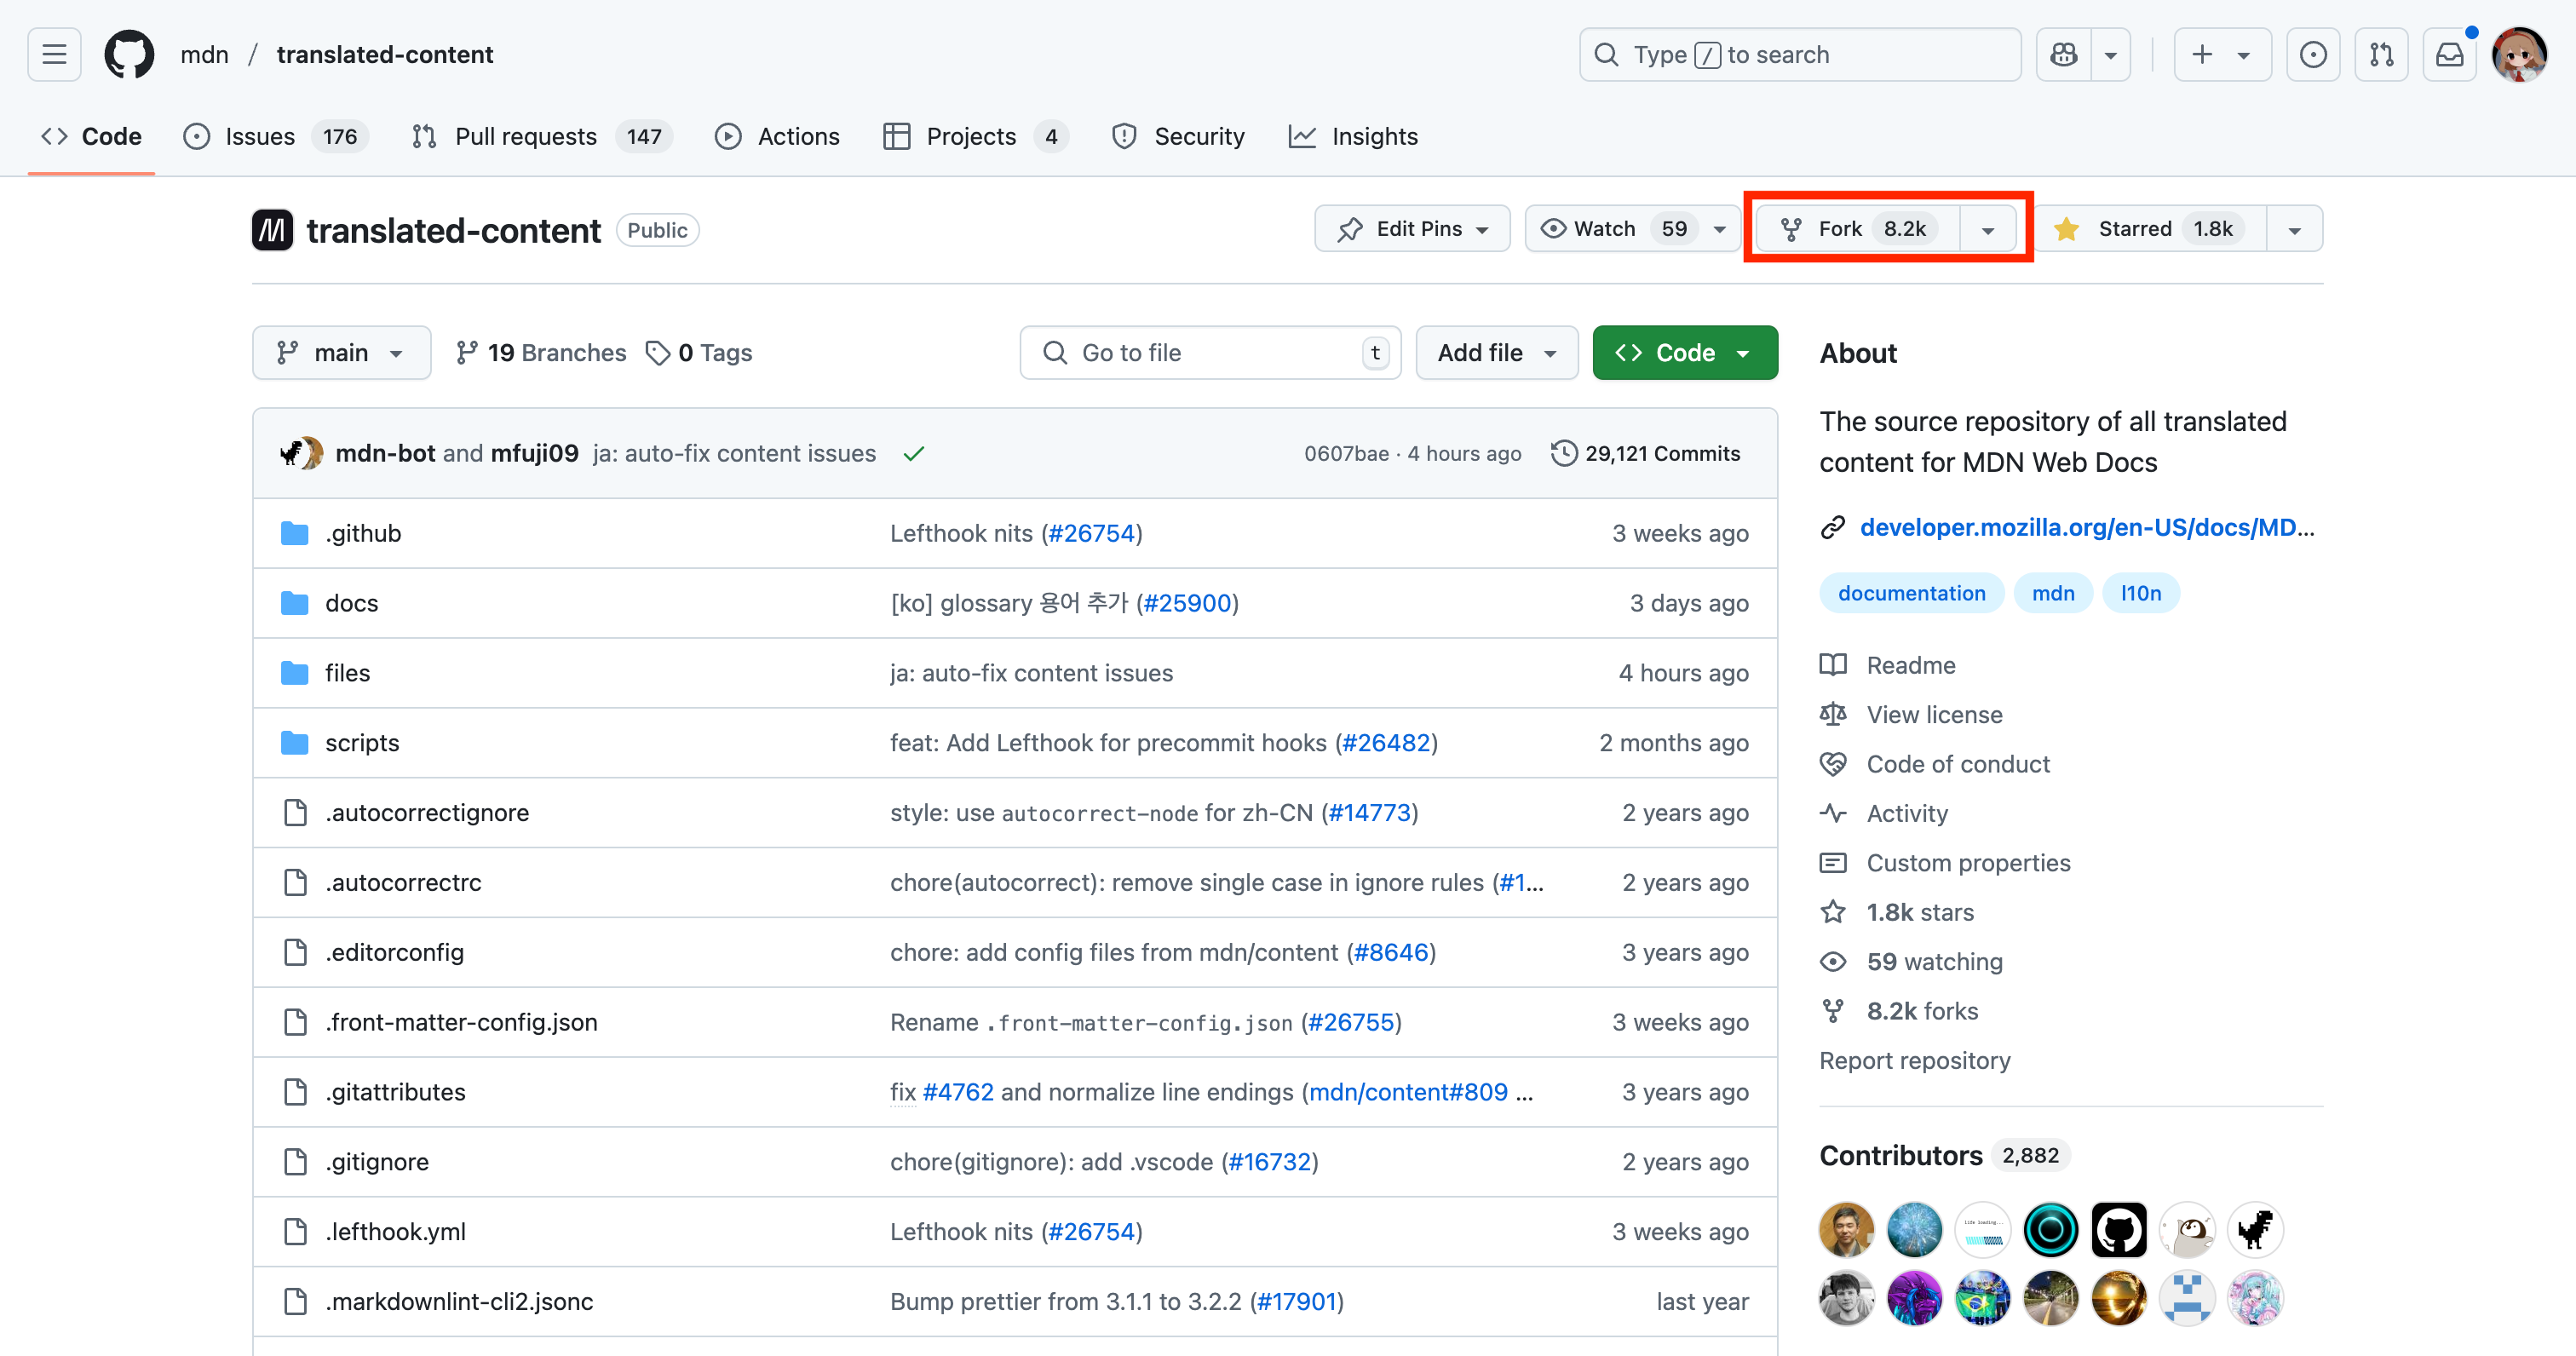 mdn / translated-content
Type / to search
Code
Issues 176
Pull requests 147
Actions
Projects 4
Security
Insights
translated-content Public
Edit Pins
Watch 59
Fork 8.2k
Starred 1.8k
main
19 Branches
0 Tags
Go to file t
Add file
Code
mdn-bot and mfuji09 ja: auto-fix content issues
0607bae · 4 hours ago
29,121 Commits
.github Lefthook nits (#26754) 3 weeks ago
docs [ko] glossary 용어 추가 (#25900) 3 days ago
files ja: auto-fix content issues 4 hours ago
scripts feat: Add Lefthook for precommit hooks (#26482) 2 months ago
.autocorrectignore style: use autocorrect-node for zh-CN (#14773) 2 years ago
.autocorrectrc chore(autocorrect): remove single case in ignore rules (#1... 2 years ago
.editorconfig chore: add config files from mdn/content (#8646) 3 years ago
.front-matter-config.json Rename .front-matter-config.json (#26755) 3 weeks ago
.gitattributes fix #4762 and normalize line endings (mdn/content#809 ... 3 years ago
.gitignore chore(gitignore): add .vscode (#16732) 2 years ago
.lefthook.yml Lefthook nits (#26754) 3 weeks ago
.markdownlint-cli2.jsonc Bump prettier from 3.1.1 to 3.2.2 (#17901) last year
About
The source repository of all translated
content for MDN Web Docs
developer.mozilla.org/en-US/docs/MD...
documentation mdn l10n
Readme
View license
Code of conduct
Activity
Custom properties
1.8k stars
59 watching
8.2k forks
Report repository
Contributors 2,882
Life loading...